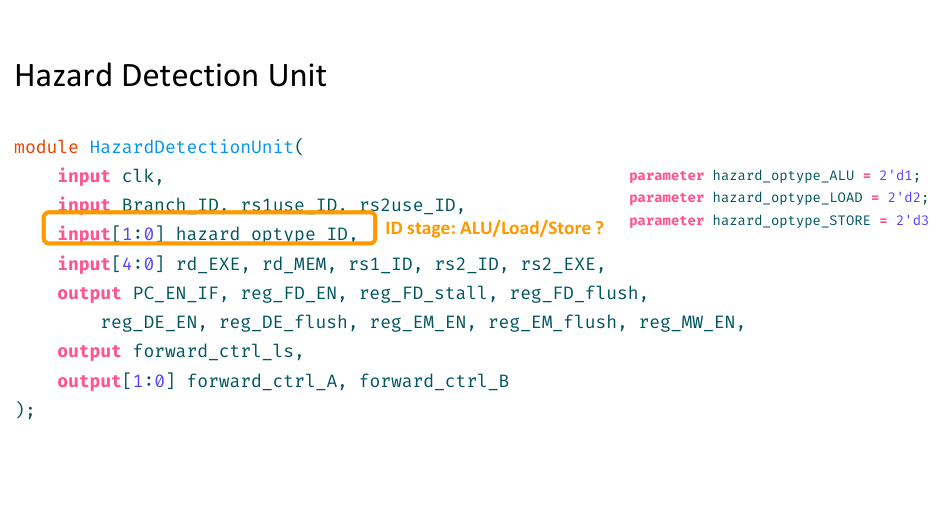 Hazard Detection Unit
module HazardDetectionUnit(
input clk,
input Branch_ID, rs1use_ID, rs2use_ID,
input[1:0] hazard_optype_ID,
ID stage: ALU/Load/Store ?
input[4:0] rd_EXE, rd_MEM, rs1_ID, rs2_ID, rs2_EXE,
output PC_EN_IF, reg_FD_EN, reg_FD_stall, reg_FD_flush,
reg_DE_EN, reg_DE_flush, reg_EM_EN, reg_EM_flush, reg_MW_EN,
output forward_ctrl_ls,
output[1:0] forward_ctrl_A, forward_ctrl_B
);
parameter hazard_optype_ALU = 2'd1;
parameter hazard_optype_LOAD = 2'd2;
parameter hazard_optype_STORE = 2'd3